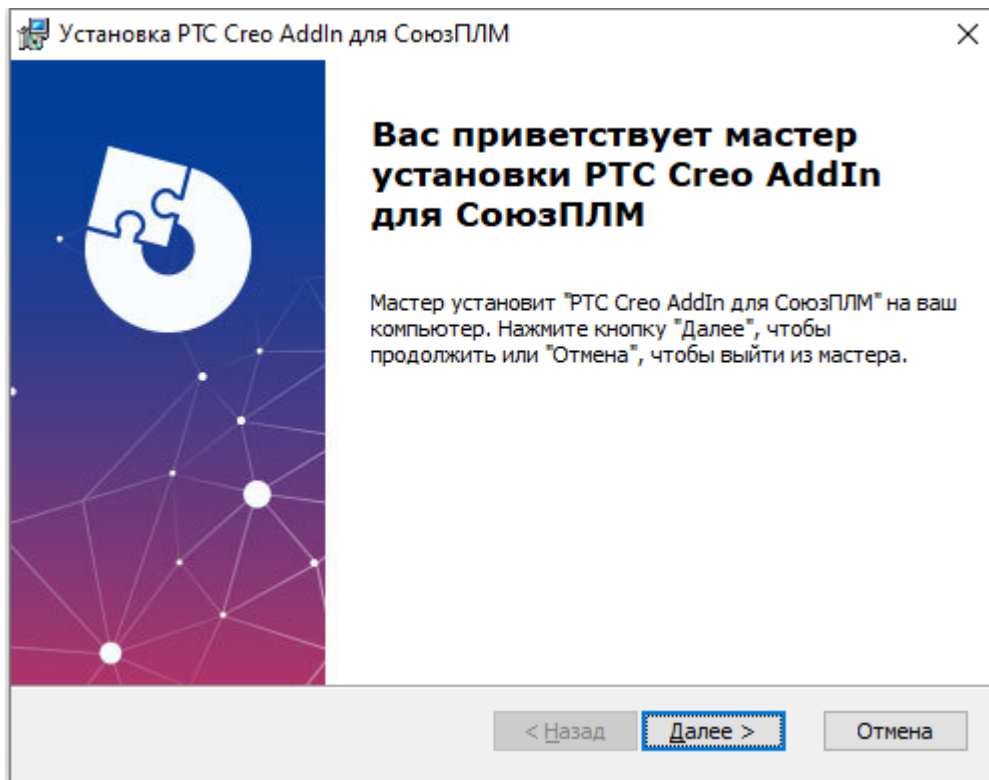 Установка PTC Creo AddIn для СоюзПЛМ
Вас приветствует мастер
установки PTC Creo AddIn
для СоюзПЛМ
Мастер установит "PTC Creo AddIn для СоюзПЛМ" на ваш
компьютер. Нажмите кнопку "Далее", чтобы
продолжить или "Отмена", чтобы выйти из мастера.
< Назад
Далее >
Отмена